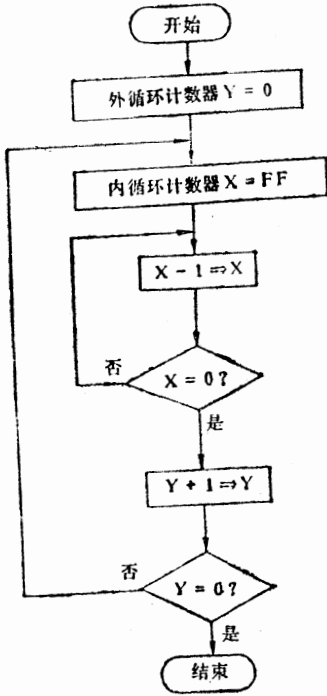 开始
外循环计数器 Y = 0
内循环计数器 X = FF
X - 1 ⇒ X
否
X = 0?
是
Y + 1 ⇒ Y
否
Y = 0?
是
结束